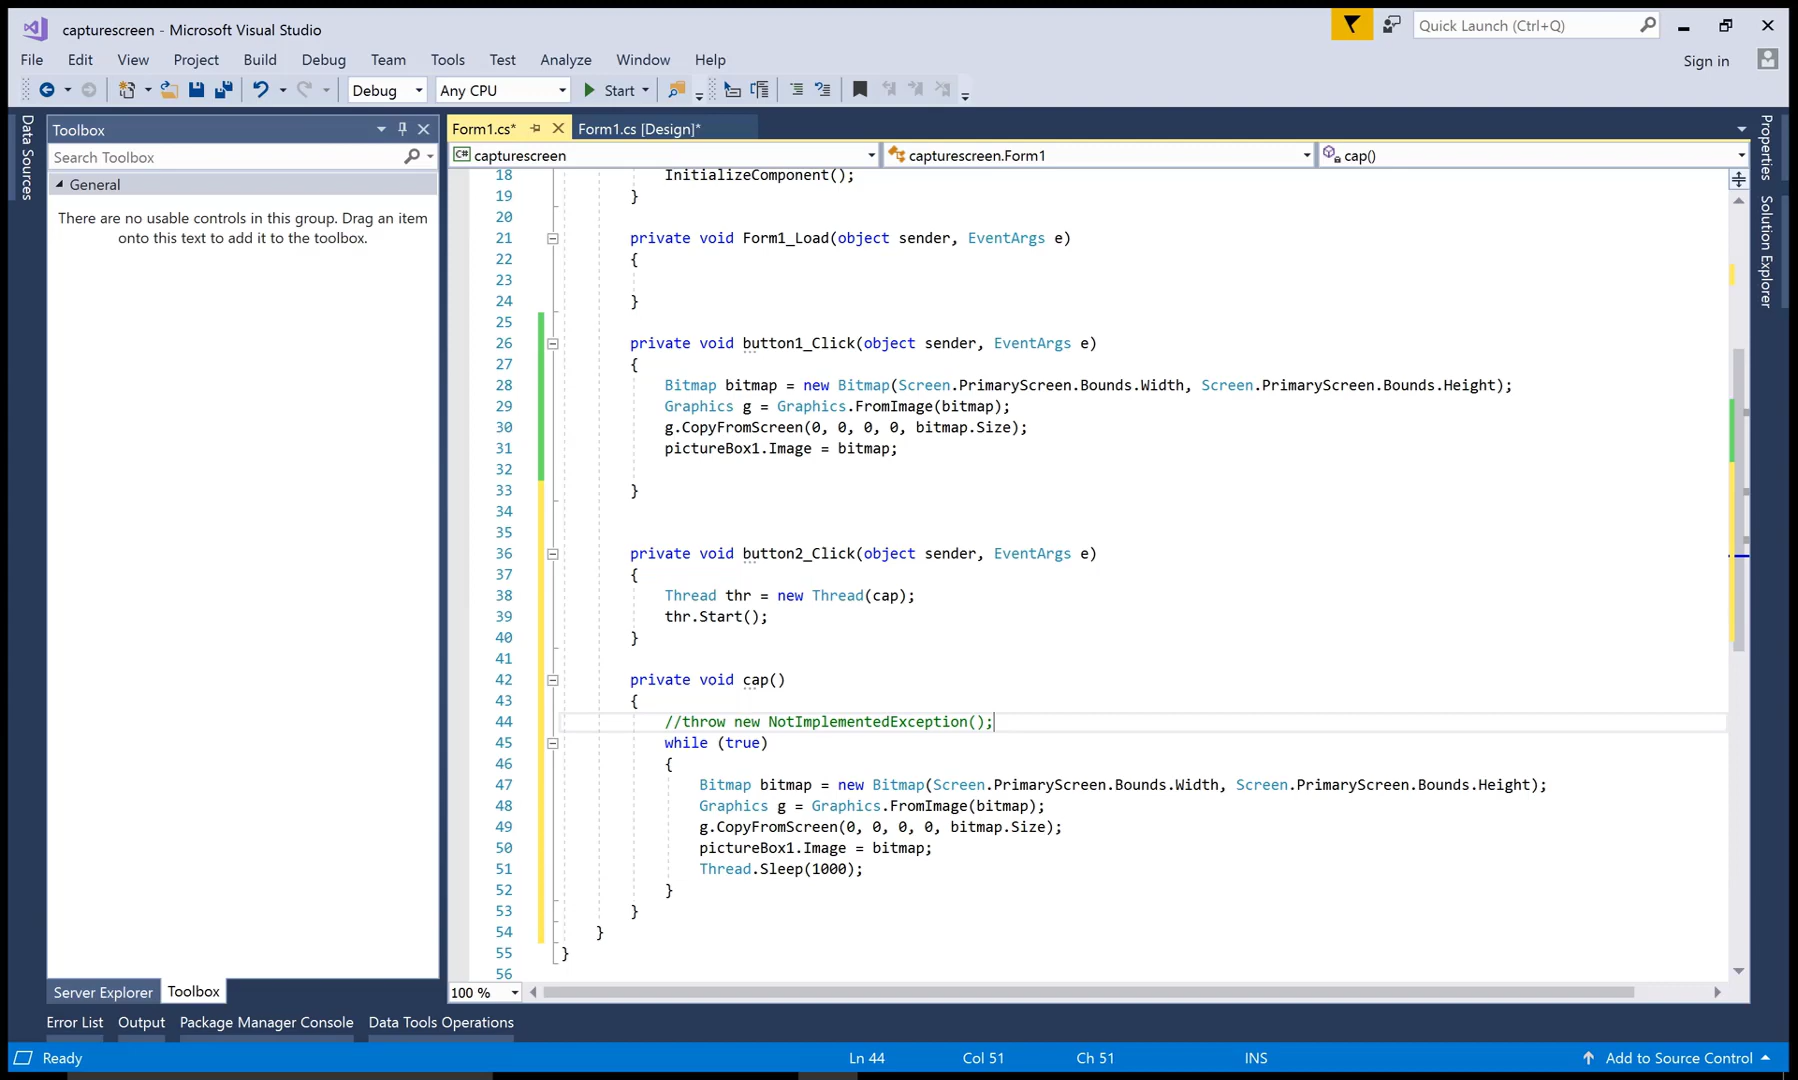 capturescreen - Microsoft Visual Studio
Quick Launch (Ctrl+Q)
File Edit View Project Build Debug Team Tools Test Analyze Window Help
Sign in
Debug Any CPU Start
Data Sources
Toolbox
Search Toolbox
General
There are no usable controls in this group. Drag an item
onto this text to add it to the toolbox.
Server Explorer Toolbox
Form1.cs* Form1.cs [Design]*
C# capturescreen capturescreen.Form1 cap()
18 InitializeComponent();
19 }
20
21 private void Form1_Load(object sender, EventArgs e)
22 {
23
24 }
25
26 private void button1_Click(object sender, EventArgs e)
27 {
28 Bitmap bitmap = new Bitmap(Screen.PrimaryScreen.Bounds.Width, Screen.PrimaryScreen.Bounds.Height);
29 Graphics g = Graphics.FromImage(bitmap);
30 g.CopyFromScreen(0, 0, 0, 0, bitmap.Size);
31 pictureBox1.Image = bitmap;
32
33 }
34
35
36 private void button2_Click(object sender, EventArgs e)
37 {
38 Thread thr = new Thread(cap);
39 thr.Start();
40 }
41
42 private void cap()
43 {
44 //throw new NotImplementedException();
45 while (true)
46 {
47 Bitmap bitmap = new Bitmap(Screen.PrimaryScreen.Bounds.Width, Screen.PrimaryScreen.Bounds.Height);
48 Graphics g = Graphics.FromImage(bitmap);
49 g.CopyFromScreen(0, 0, 0, 0, bitmap.Size);
50 pictureBox1.Image = bitmap;
51 Thread.Sleep(1000);
52 }
53 }
54 }
55 }
56
100 %
Properties
Solution Explorer
Error List Output Package Manager Console Data Tools Operations
Ready Ln 44 Col 51 Ch 51 INS Add to Source Control